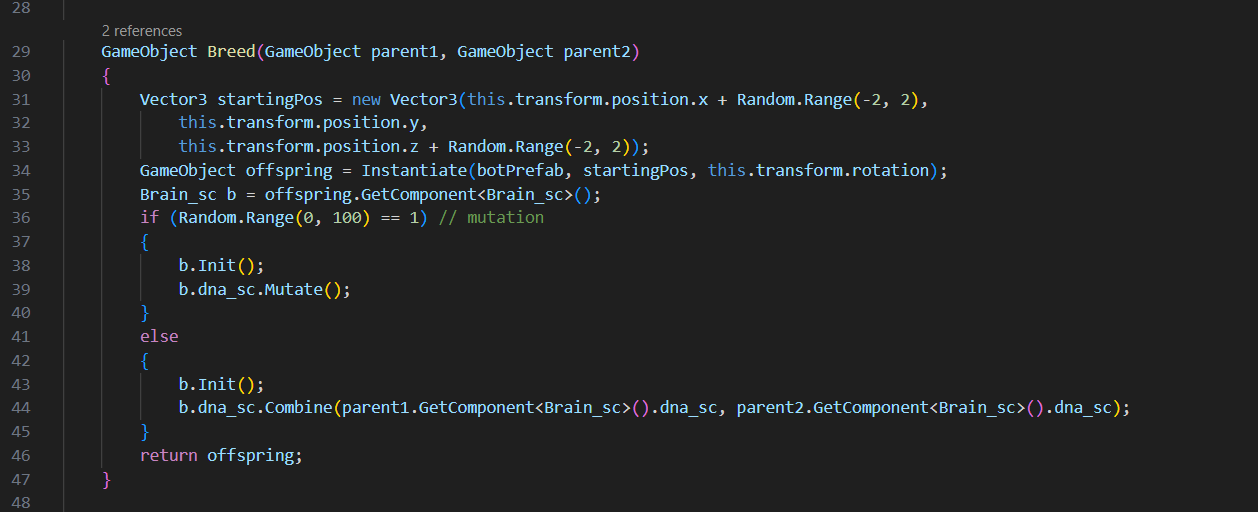 28
2 references
29 GameObject Breed(GameObject parent1, GameObject parent2)
30 {
31 Vector3 startingPos = new Vector3(this.transform.position.x + Random.Range(-2, 2),
32 this.transform.position.y,
33 this.transform.position.z + Random.Range(-2, 2));
34 GameObject offspring = Instantiate(botPrefab, startingPos, this.transform.rotation);
35 Brain_sc b = offspring.GetComponent<Brain_sc>();
36 if (Random.Range(0, 100) == 1) // mutation
37 {
38 b.Init();
39 b.dna_sc.Mutate();
40 }
41 else
42 {
43 b.Init();
44 b.dna_sc.Combine(parent1.GetComponent<Brain_sc>().dna_sc, parent2.GetComponent<Brain_sc>().dna_sc);
45 }
46 return offspring;
47 }
48